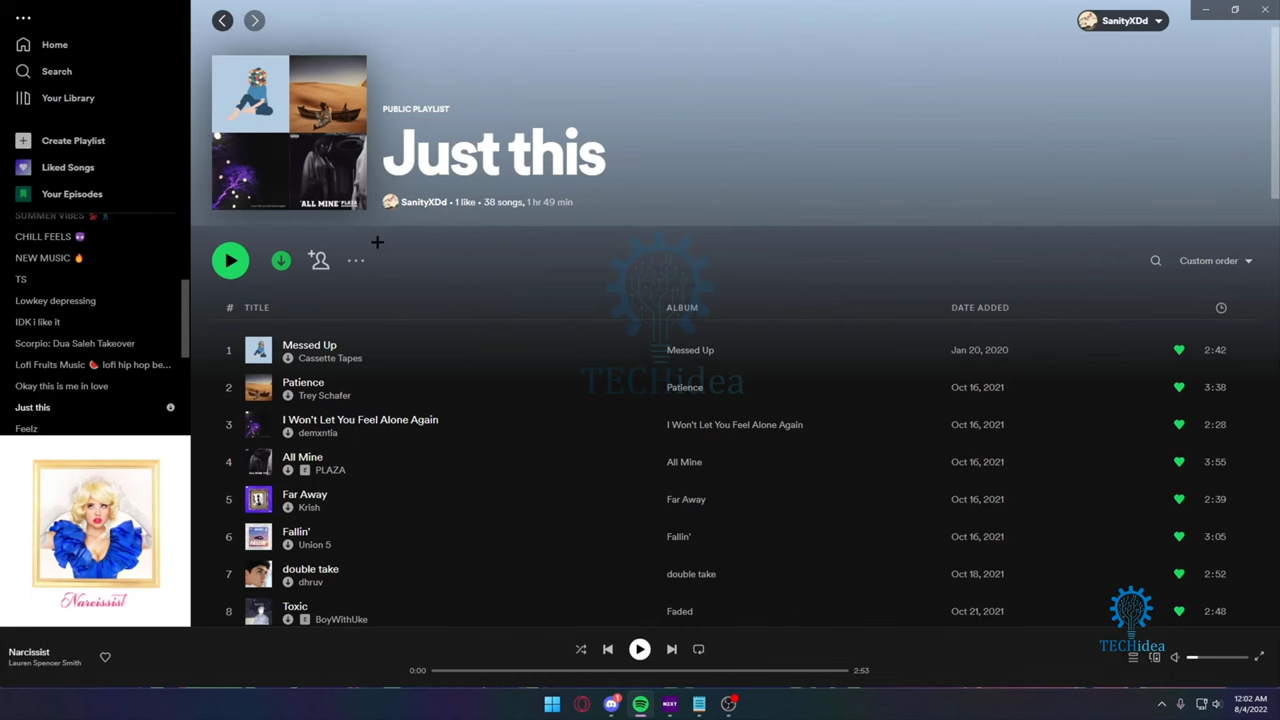 SanityXDd
Home
Search
Your Library
Create Playlist
Liked Songs
Your Episodes
SUMMER VIBES
CHILL FEELS
NEW MUSIC
TS
Lowkey depressing
IDK i like it
Scorpio: Dua Saleh Takeover
Lofi Fruits Music 🍉 lofi hip hop be...
Okay this is me in love
Just this
Feelz
Narcissist
PUBLIC PLAYLIST
Just this
SanityXDd • 1 like • 38 songs, 1 hr 49 min
'ALL MINE' PLAZA
Custom order
# TITLE ALBUM DATE ADDED
1 Messed Up Messed Up Jan 20, 2020 2:42
Cassette Tapes
2 Patience Patience Oct 16, 2021 3:38
Trey Schafer
3 I Won't Let You Feel Alone Again I Won't Let You Feel Alone Again Oct 16, 2021 2:28
demxntia
4 All Mine All Mine Oct 16, 2021 3:55
E PLAZA
5 Far Away Far Away Oct 16, 2021 2:39
Krish
6 Fallin' Fallin' Oct 16, 2021 3:05
Union 5
7 double take double take Oct 18, 2021 2:52
dhruv
8 Toxic Faded Oct 21, 2021 2:48
E BoyWithUke
TECHidea
TECHidea
Narcissist
Lauren Spencer Smith
0:00 2:53
NEXT
1
12:02 AM
8/4/2022